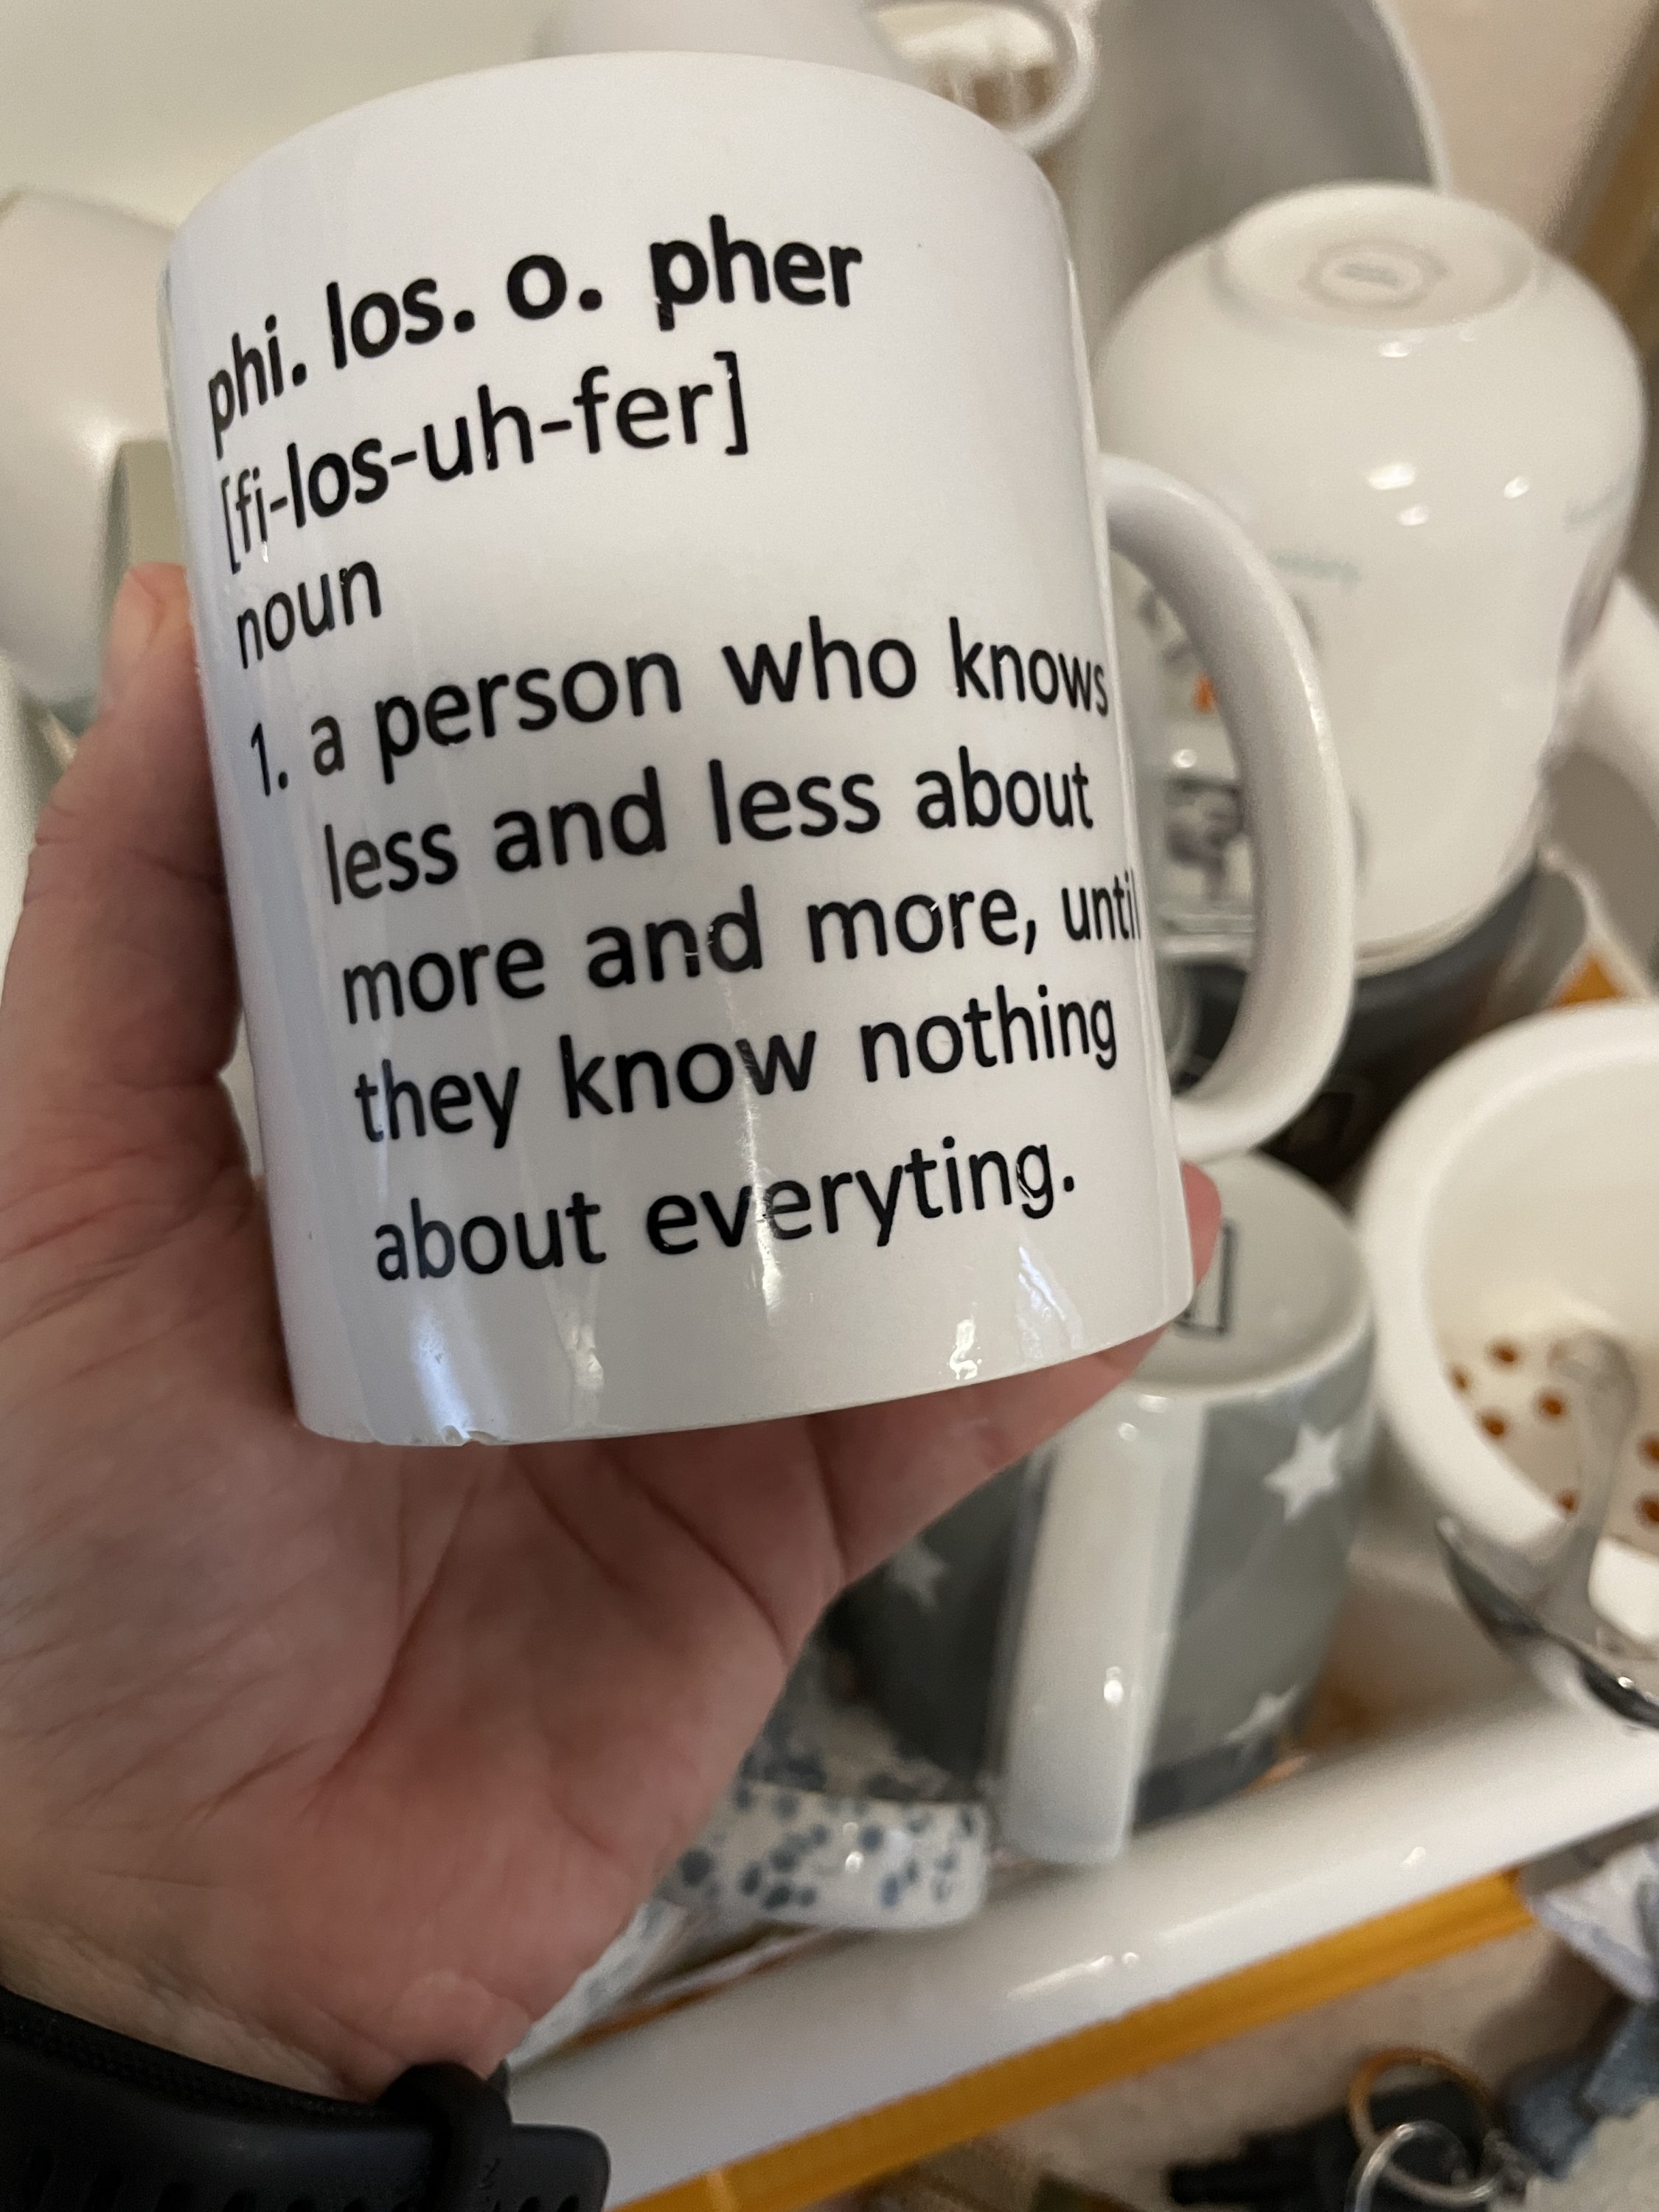 phi. los. o. pher
[fi-los-uh-fer]
noun
1. a person who knows
less and less about
more and more, until
they know nothing
about everyting.